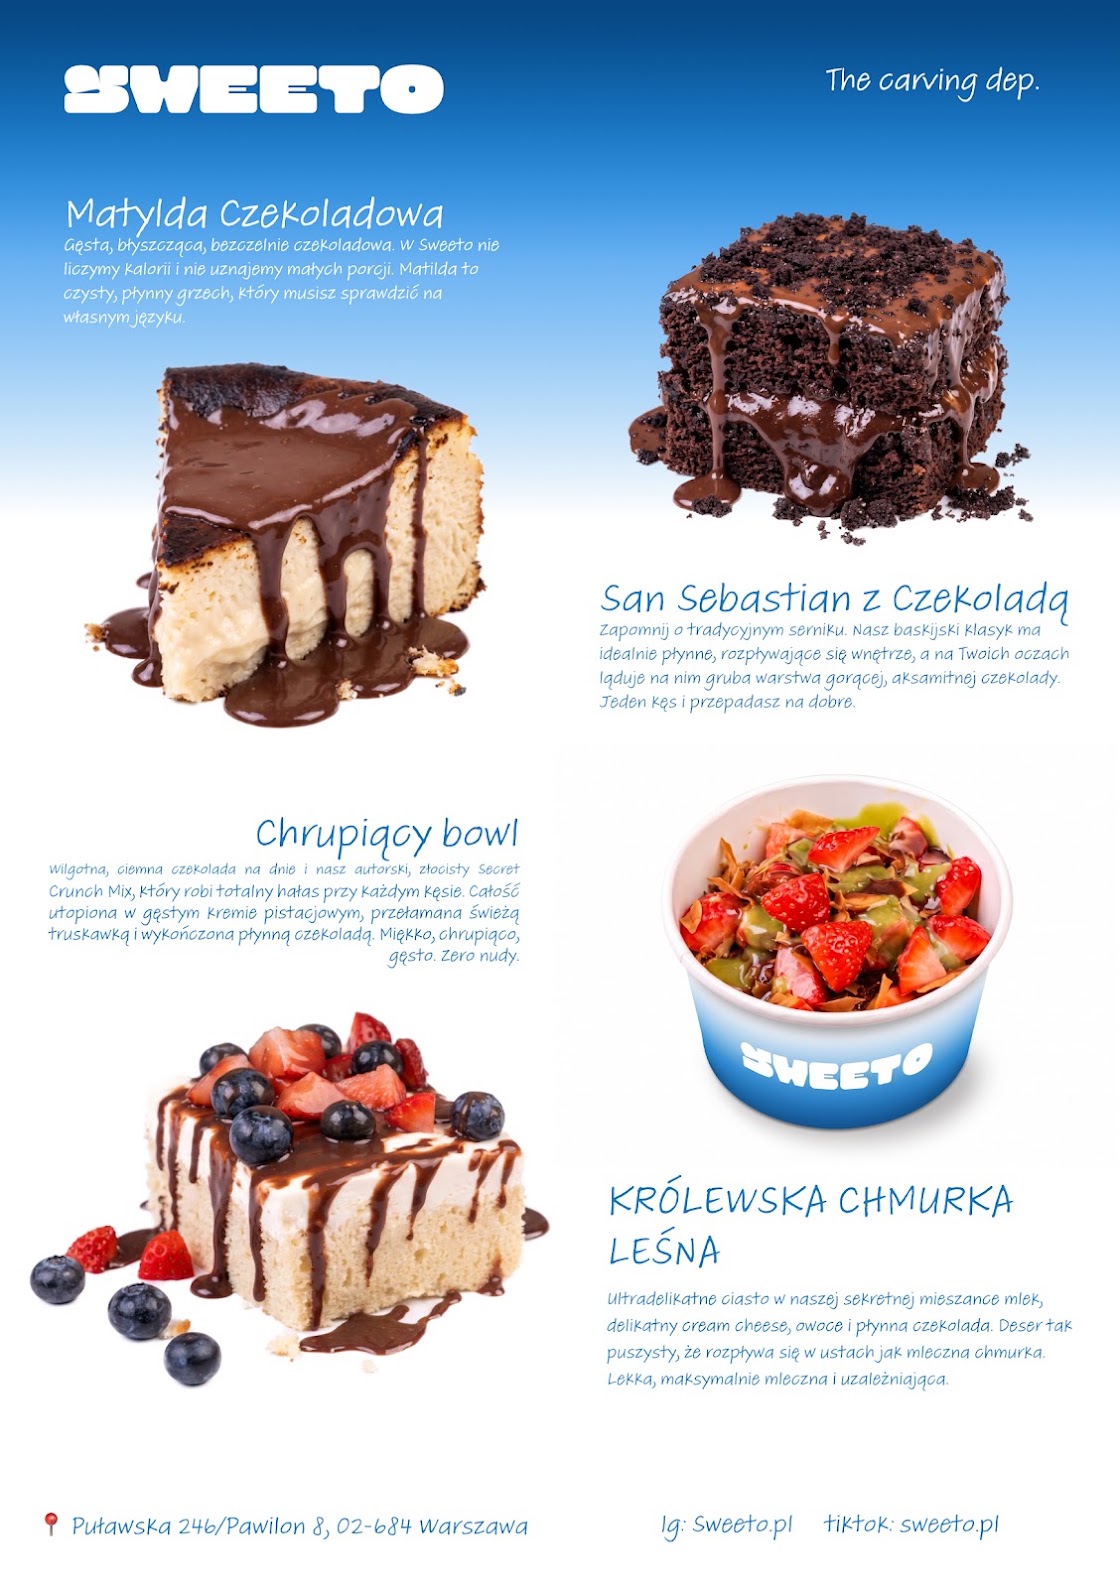 SWEETO
The carving dep.
Matylda Czekoladowa
Gęsta, błyszcząca, bezczelnie czekoladowa. W Sweeto nie
liczymy kalorii i nie uznajemy małych porcji. Matilda to
czysty, płynny grzech, który musisz sprawdzić na
własnym języku.
San Sebastian z Czekoladą
Zapomnij o tradycyjnym serniku. Nasz baskijski klasyk ma
idealnie płynne, rozpływające się wnętrze, a na Twoich oczach
ląduje na nim gruba warstwa gorącej, aksamitnej czekolady.
Jeden kęs i przepadasz na dobre.
Chrupiący bowl
Wilgotna, ciemna czekolada na dnie i nasz autorski, złocisty Secret
Crunch Mix, który robi totalny hałas przy każdym kęsie. Całość
utopiona w gęstym kremie pistacjowym, przełamana świeżą
truskawką i wykończona płynną czekoladą. Miękko, chrupiąco,
gęsto. Zero nudy.
SWEETO
KRÓLEWSKA CHMURKA
LEŚNA
Ultradelikatne ciasto w naszej sekretnej mieszance mlek,
delikatny cream cheese, owoce i płynna czekolada. Deser tak
puszysty, że rozpływa się w ustach jak mleczna chmurka.
Lekka, maksymalnie mleczna i uzależniająca.
Puławska 246/Pawilon 8, 02-684 Warszawa
Ig: Sweeto.pl tiktok: sweeto.pl